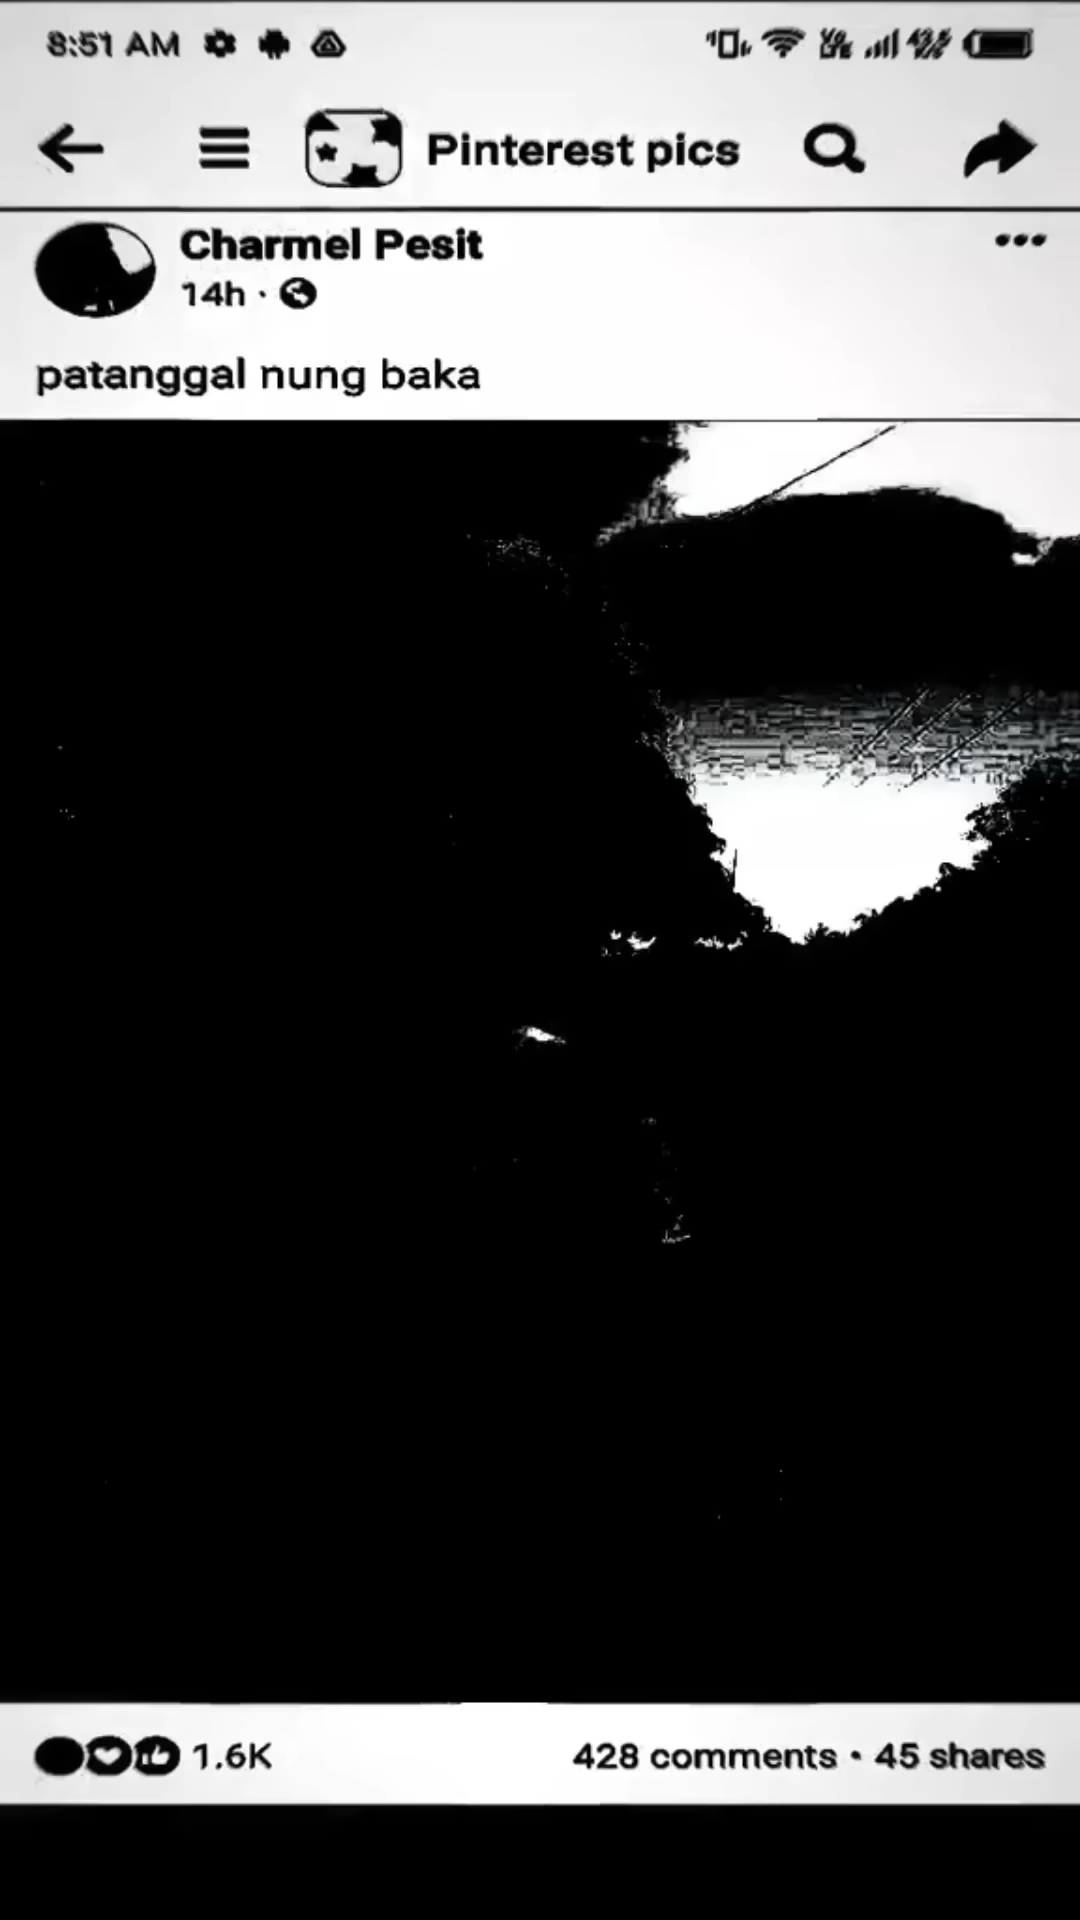 8:51 AM
Pinterest pics
Charmel Pesit
14h ·
patanggal nung baka
1.6K
428 comments • 45 shares